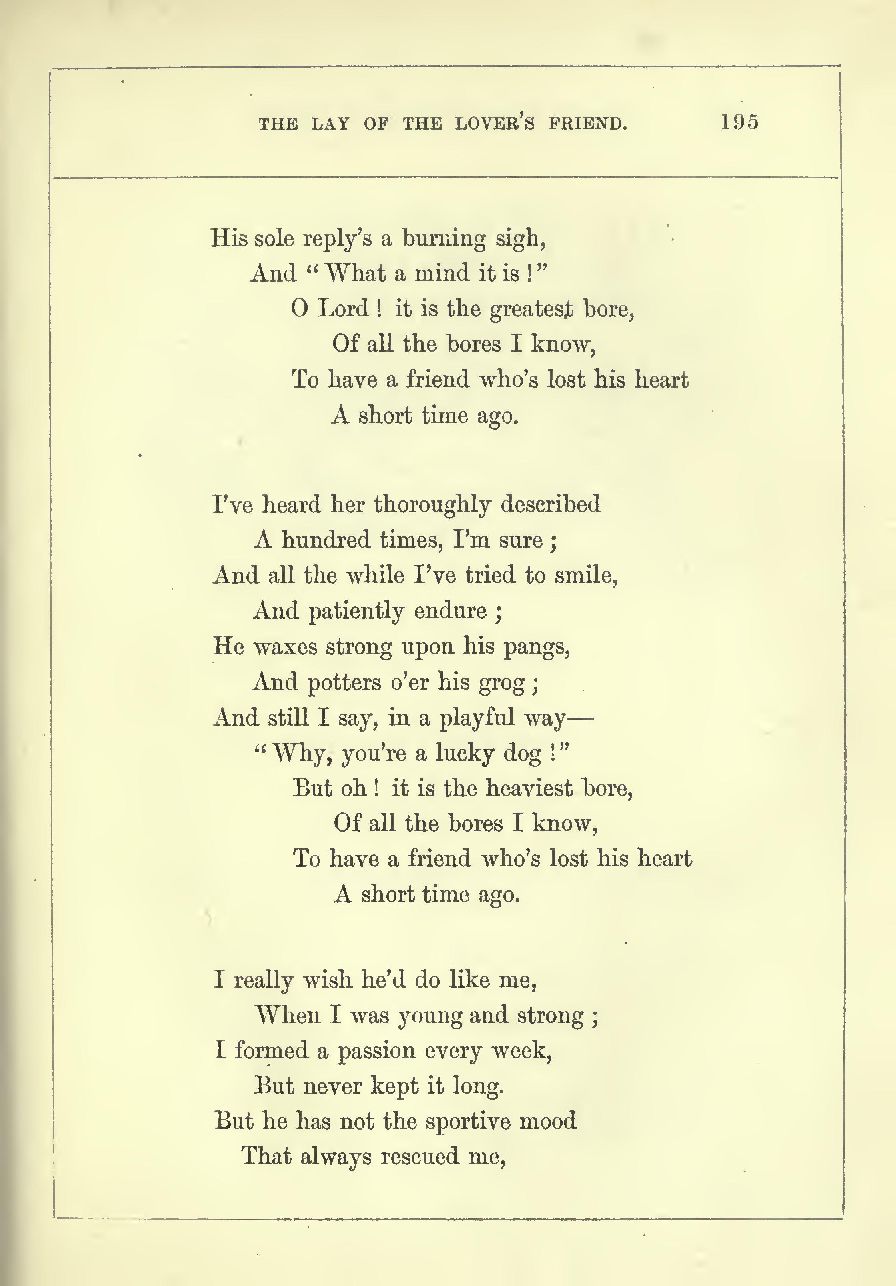 THE LAY OF THE LOVER'S FRIEND. 195
His sole reply's a burning sigh,
And "What a mind it is!"
O Lord! it is the greatest bore,
Of all the bores I know,
To have a friend who's lost his heart
A short time ago.
I've heard her thoroughly described
A hundred times, I'm sure;
And all the while I've tried to smile,
And patiently endure;
He waxes strong upon his pangs,
And potters o'er his grog;
And still I say, in a playful way—
"Why, you're a lucky dog!"
But oh! it is the heaviest bore,
Of all the bores I know,
To have a friend who's lost his heart
A short time ago.
I really wish he'd do like me,
When I was young and strong;
I formed a passion every week,
But never kept it long.
But he has not the sportive mood
That always rescued me,